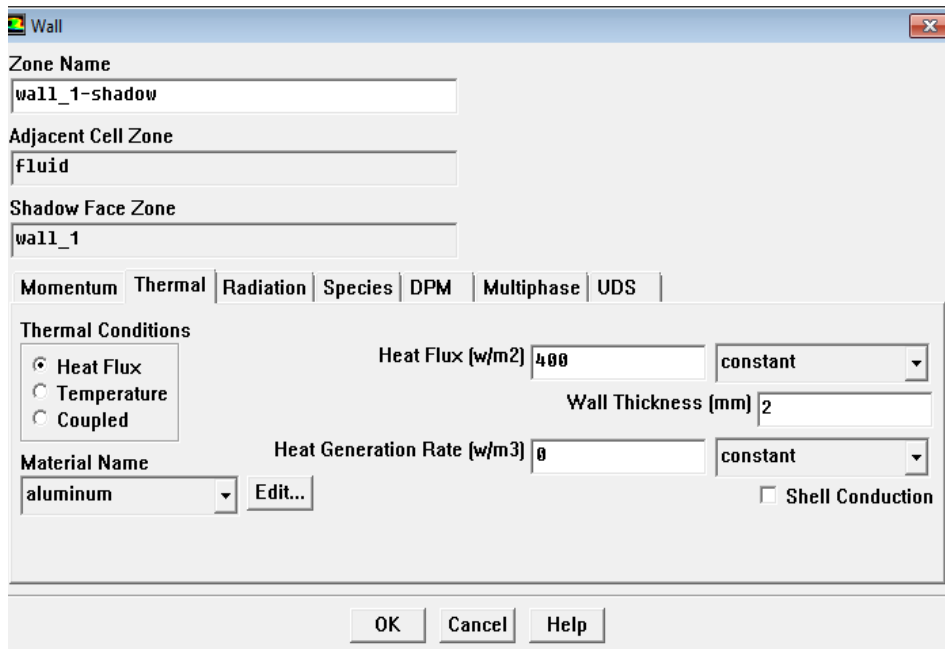 Wall
Zone Name
wall_1-shadow
Adjacent Cell Zone
fluid
Shadow Face Zone
wall_1
Momentum Thermal Radiation Species DPM Multiphase UDS
Thermal Conditions
Heat Flux
Temperature
Coupled
Heat Flux (w/m2) 400 constant
Wall Thickness (mm) 2
Heat Generation Rate (w/m3) 0 constant
Material Name
aluminum Edit...
Shell Conduction
OK Cancel Help